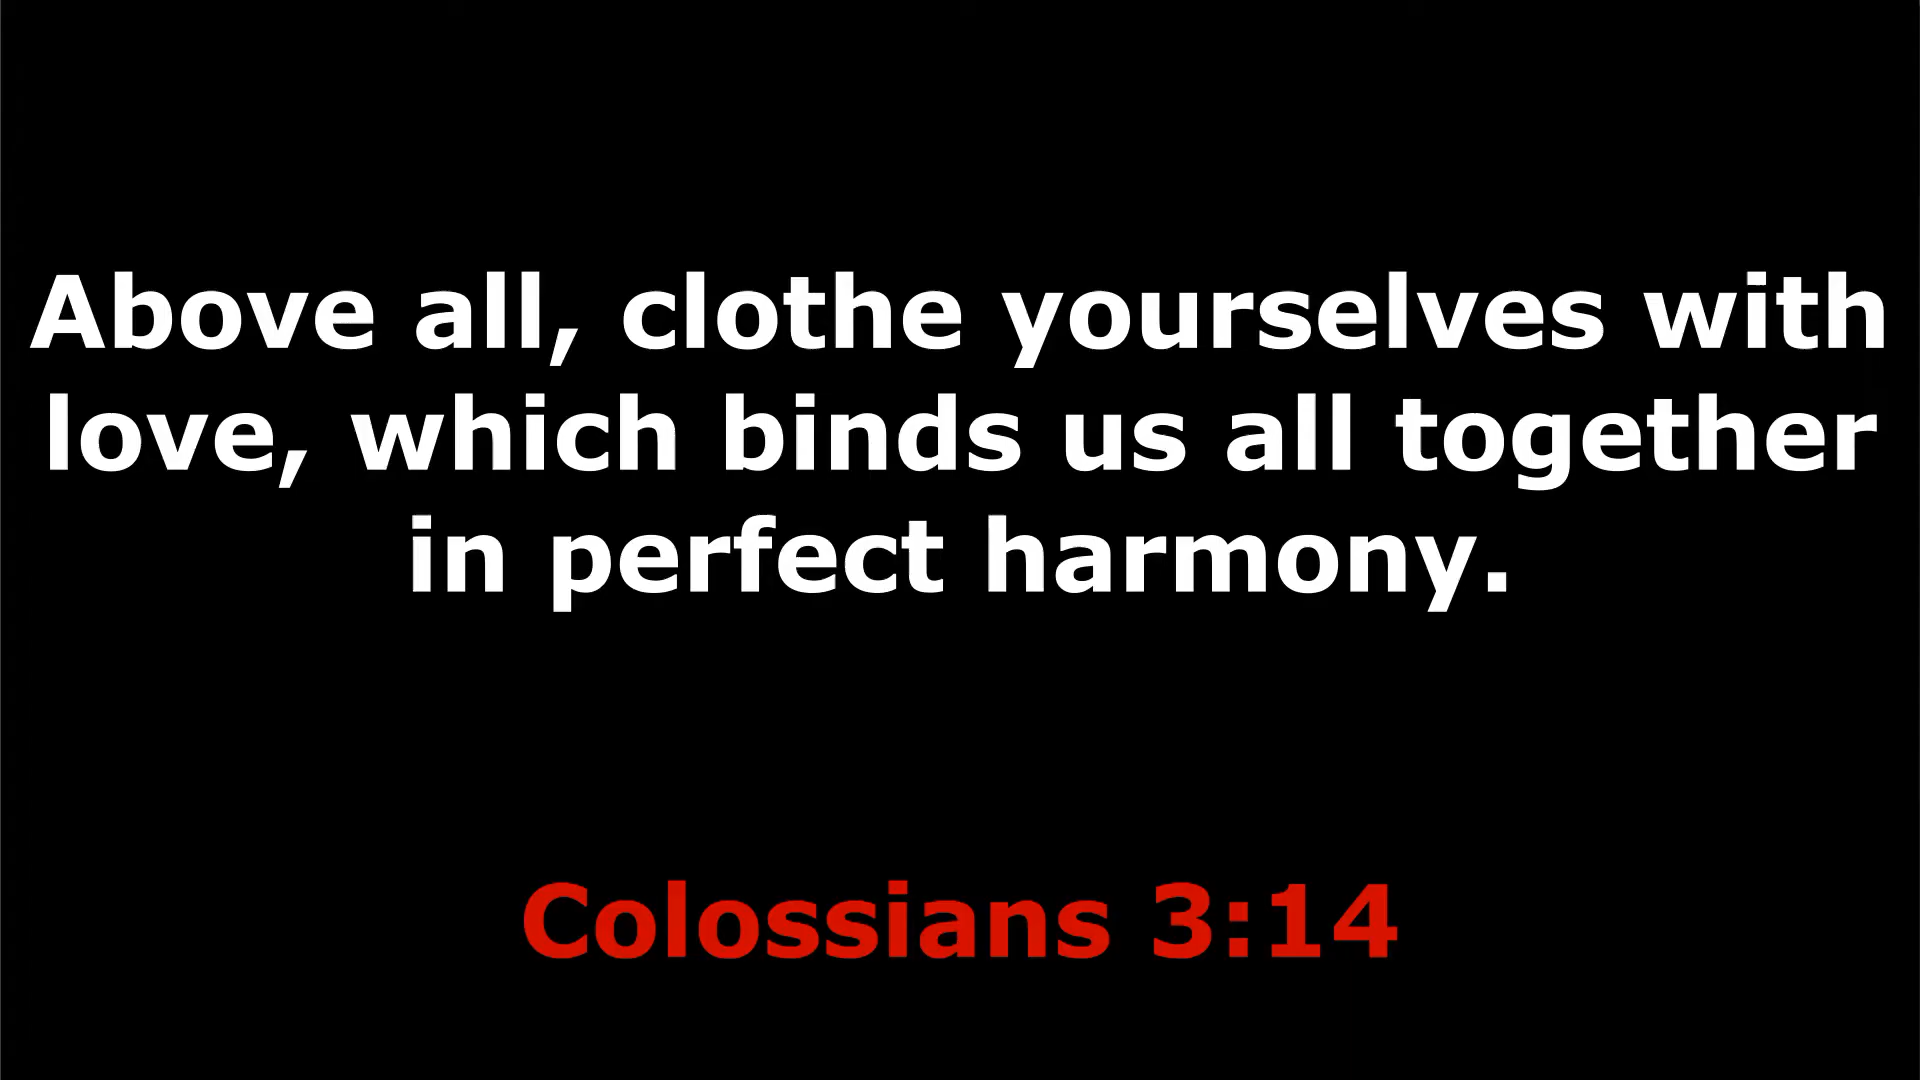 Above all, clothe yourselves with
love, which binds us all together
in perfect harmony.
Colossians 3:14